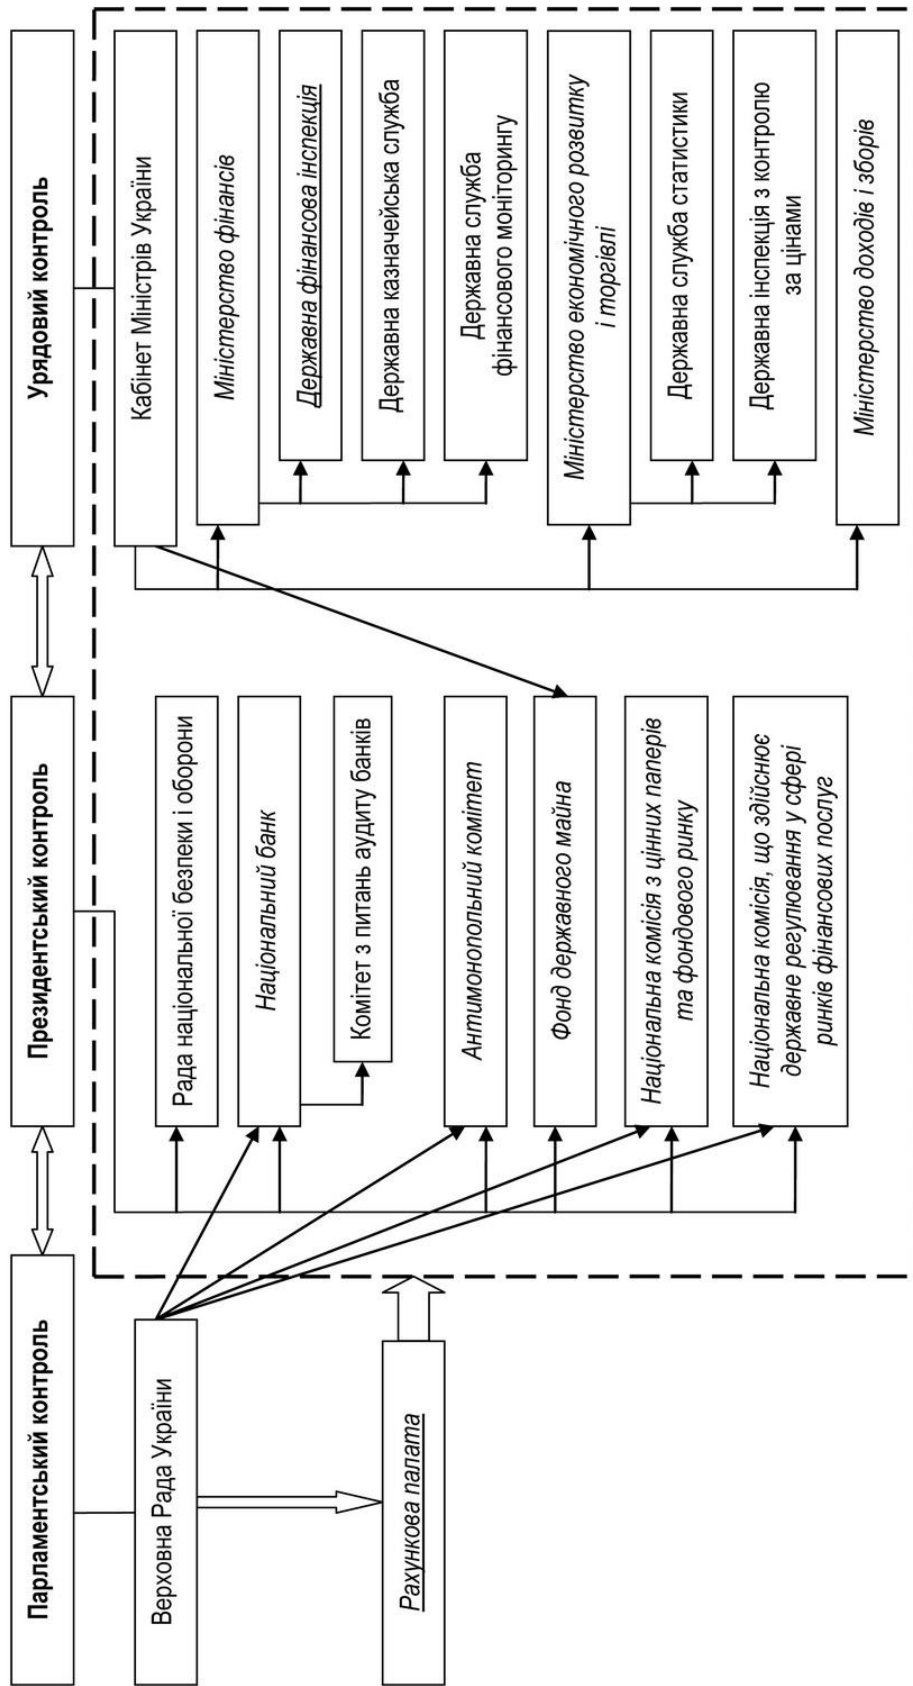 Парламентський контроль
Верховна Рада України
Рахункова палата
Президентський контроль
Рада національної безпеки і оборони
Національний банк
Комітет з питань аудиту банків
Антимонопольний комітет
Фонд державного майна
Національна комісія з цінних паперів
та фондового ринку
Національна комісія, що здійснює
державне регулювання у сфері
ринків фінансових послуг
Урядовий контроль
Кабінет Міністрів України
Міністерство фінансів
Державна фінансова інспекція
Державна казначейська служба
Державна служба
фінансового моніторингу
Міністерство економічного розвитку
і торгівлі
Державна служба статистики
Державна інспекція з контролю
за цінами
Міністерство доходів і зборів